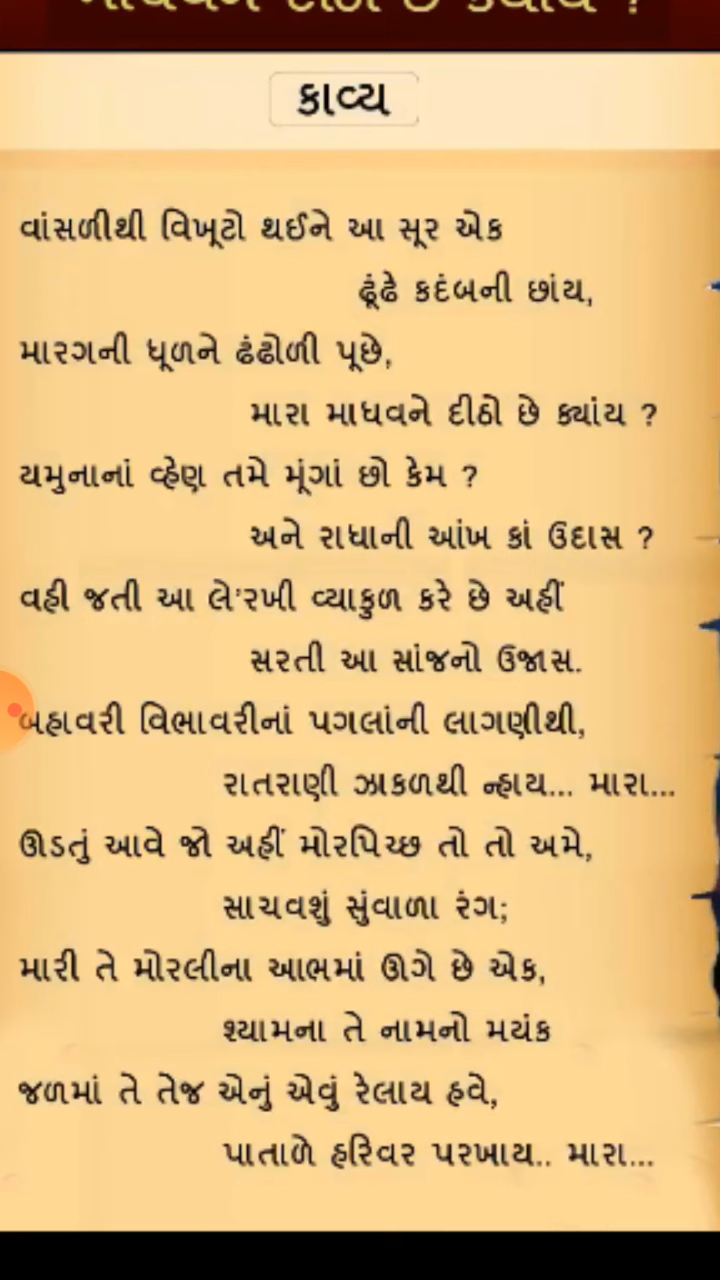 માધવને દીઠો છે ક્યાંય ?
કાવ્ય
વાંસળીથી વિખૂટો થઈને આ સૂર એક
ઢૂંઢે કદંબની છાંય,
મારગની ધૂળને ઢંઢોળી પૂછે,
મારા માધવને દીઠો છે ક્યાંય ?
યમુનાનાં વ્હેણ તમે મૂંગાં છો કેમ ?
અને રાધાની આંખ કાં ઉદાસ ?
વહી જતી આ લે'રખી વ્યાકુળ કરે છે અહીં
સરતી આ સાંજનો ઉજાસ.
બહાવરી વિભાવરીનાં પગલાંની લાગણીથી,
રાતરાણી ઝાકળથી ન્હાય... મારા...
ઊડતું આવે જો અહીં મોરપિચ્છ તો તો અમે,
સાચવશું સુંવાળા રંગ;
મારી તે મોરલીના આભમાં ઊગે છે એક,
શ્યામના તે નામનો મયંક
જળમાં તે તેજ એનું એવું રેલાય હવે,
પાતાળે હરિવર પરખાય.. મારા...